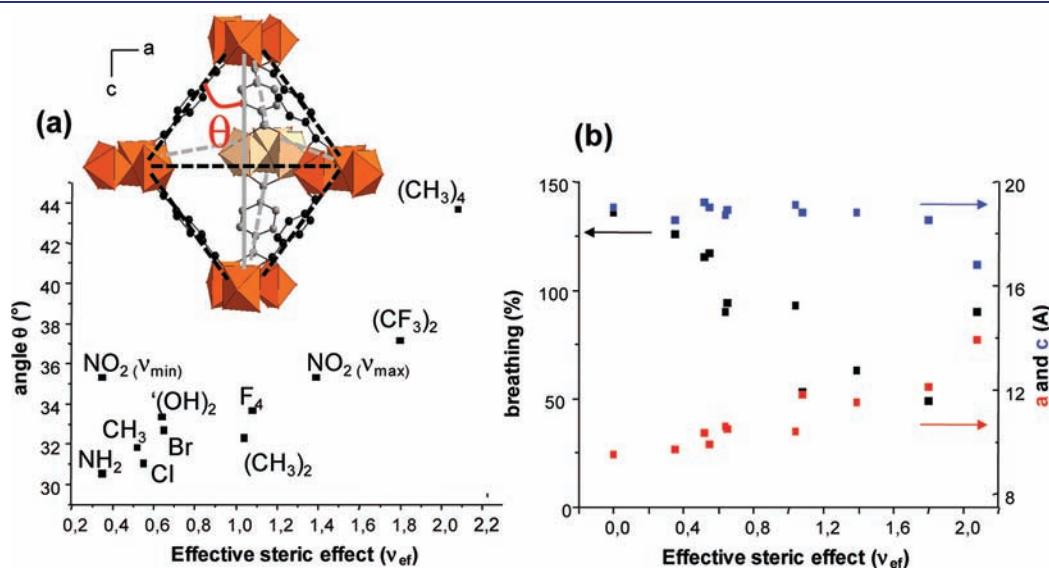 a
c
(a)
θ
angle θ (°)
44
42
40
38
36
34
32
30
(CH₃)₄
(CF₃)₂
NO₂ (νmin)
NO₂ (νmax)
‘(OH)₂
F₄
CH₃
Br
(CH₃)₂
NH₂
Cl
0,2 0,4 0,6 0,8 1,0 1,2 1,4 1,6 1,8 2,0 2,2
Effective steric effect (νef)
(b)
breathing (%)
150
100
50
0
20
16
12
8
a and c (A)
0,0 0,4 0,8 1,2 1,6 2,0
Effective steric effect (νef)